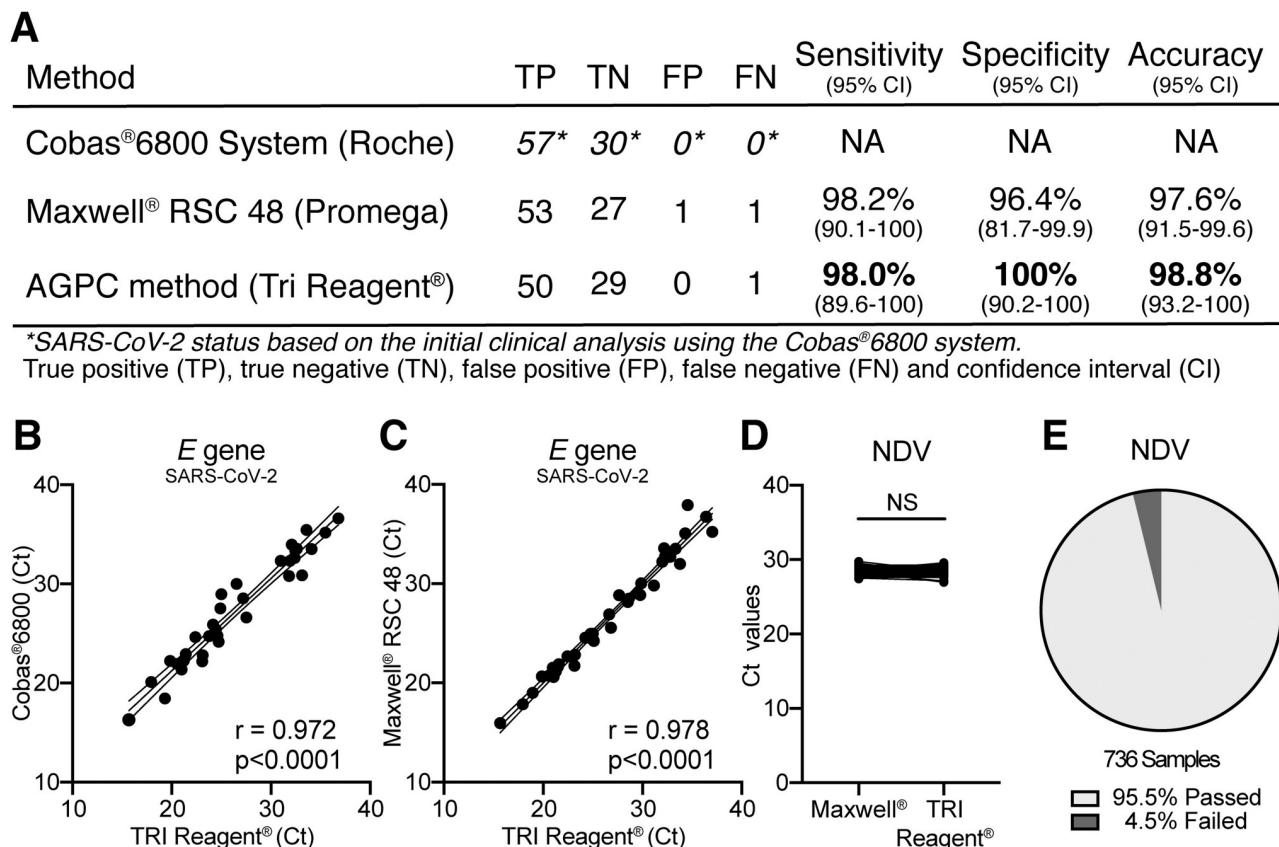 A
Method TP TN FP FN Sensitivity (95% CI) Specificity (95% CI) Accuracy (95% CI)
Cobas®6800 System (Roche) 57* 30* 0* 0* NA NA NA
Maxwell® RSC 48 (Promega) 53 27 1 1 98.2% 96.4% 97.6%
(90.1-100) (81.7-99.9) (91.5-99.6)
AGPC method (Tri Reagent®) 50 29 0 1 98.0% 100% 98.8%
(89.6-100) (90.2-100) (93.2-100)
*SARS-CoV-2 status based on the initial clinical analysis using the Cobas®6800 system.
True positive (TP), true negative (TN), false positive (FP), false negative (FN) and confidence interval (CI)
B
E gene
SARS-CoV-2
Cobas®6800 (Ct)
40
30
20
10
r = 0.972
p<0.0001
10 20 30 40
TRI Reagent® (Ct)
C
E gene
SARS-CoV-2
Maxwell® RSC 48 (Ct)
40
30
20
10
r = 0.978
p<0.0001
10 20 30 40
TRI Reagent® (Ct)
D
NDV
NS
Ct values
40
30
20
10
0
Maxwell® TRI
Reagent®
E
NDV
736 Samples
95.5% Passed
4.5% Failed